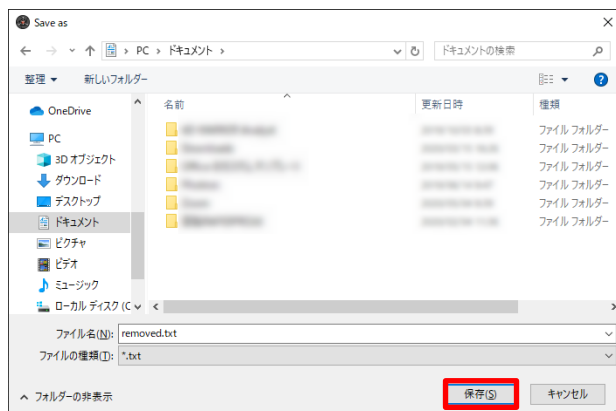 Save as
PC › ドキュメント ›
ドキュメントの検索
整理 新しいフォルダー
名前 更新日時 種類
OneDrive
PC
3D オブジェクト
ダウンロード
デスクトップ
ドキュメント
ピクチャ
ビデオ
ミュージック
ローカル ディスク (C
ファイル フォルダー
ファイル フォルダー
ファイル フォルダー
ファイル フォルダー
ファイル フォルダー
ファイル フォルダー
ファイル名(N): removed.txt
ファイルの種類(T): *.txt
フォルダーの非表示
保存(S) キャンセル